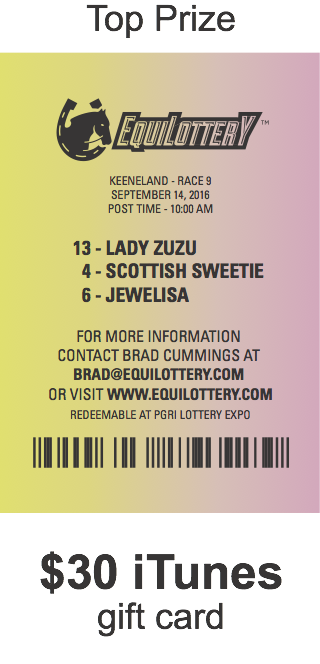 Top Prize
EQUILOTTERY™
KEENELAND - RACE 9
SEPTEMBER 14, 2016
POST TIME - 10:00 AM
13 - LADY ZUZU
4 - SCOTTISH SWEETIE
6 - JEWELISA
FOR MORE INFORMATION
CONTACT BRAD CUMMINGS AT
BRAD@EQUILOTTERY.COM
OR VISIT WWW.EQUILOTTERY.COM
REDEEMABLE AT PGRI LOTTERY EXPO
$30 iTunes
gift card